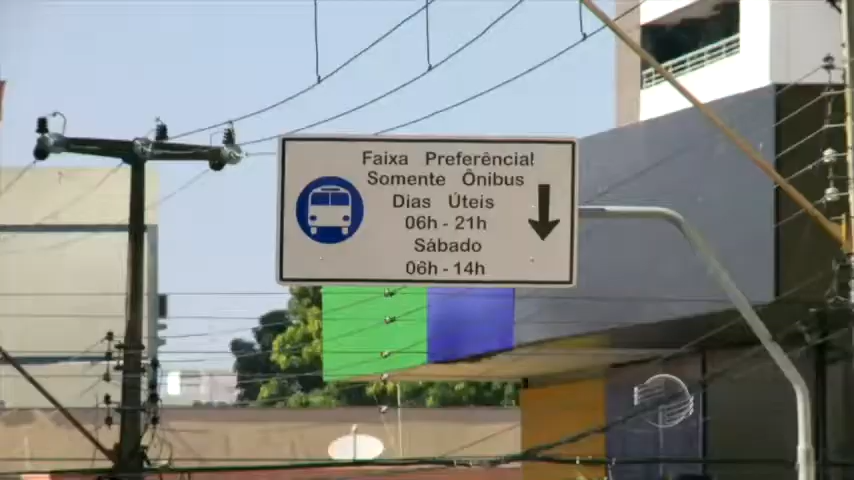 Faixa Preferêncial
Somente Ônibus
Dias Úteis
06h - 21h
Sábado
06h - 14h